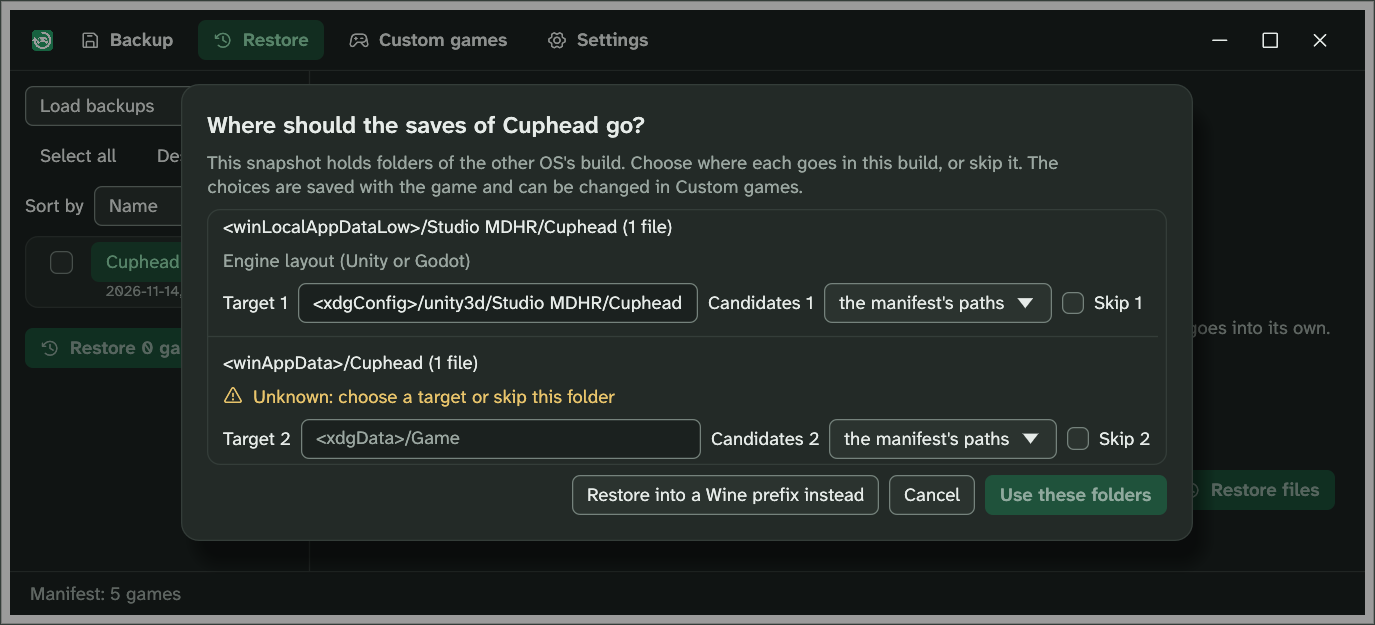 Backup Restore Custom games Settings
Load backups
Select all De
Sort by Name
Cuphead
2026-11-14,
Restore 0 ga
Where should the saves of Cuphead go?
This snapshot holds folders of the other OS's build. Choose where each goes in this build, or skip it. The
choices are saved with the game and can be changed in Custom games.
<winLocalAppDataLow>/Studio MDHR/Cuphead (1 file)
Engine layout (Unity or Godot)
Target 1 <xdgConfig>/unity3d/Studio MDHR/Cuphead Candidates 1 the manifest's paths Skip 1
<winAppData>/Cuphead (1 file)
Unknown: choose a target or skip this folder
Target 2 <xdgData>/Game Candidates 2 the manifest's paths Skip 2
Restore into a Wine prefix instead Cancel Use these folders
goes into its own.
Restore files
Manifest: 5 games